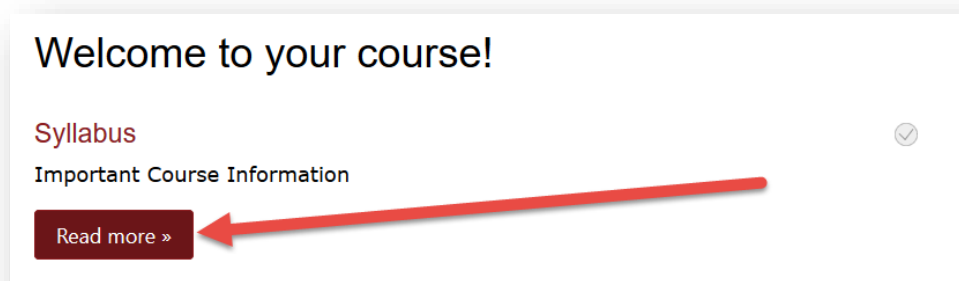 Welcome to your course!
Syllabus
Important Course Information
Read more »